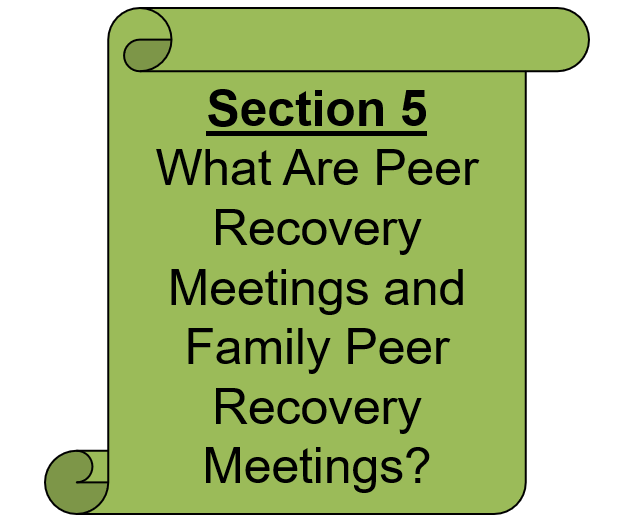 Section 5
What Are Peer
Recovery
Meetings and
Family Peer
Recovery
Meetings?